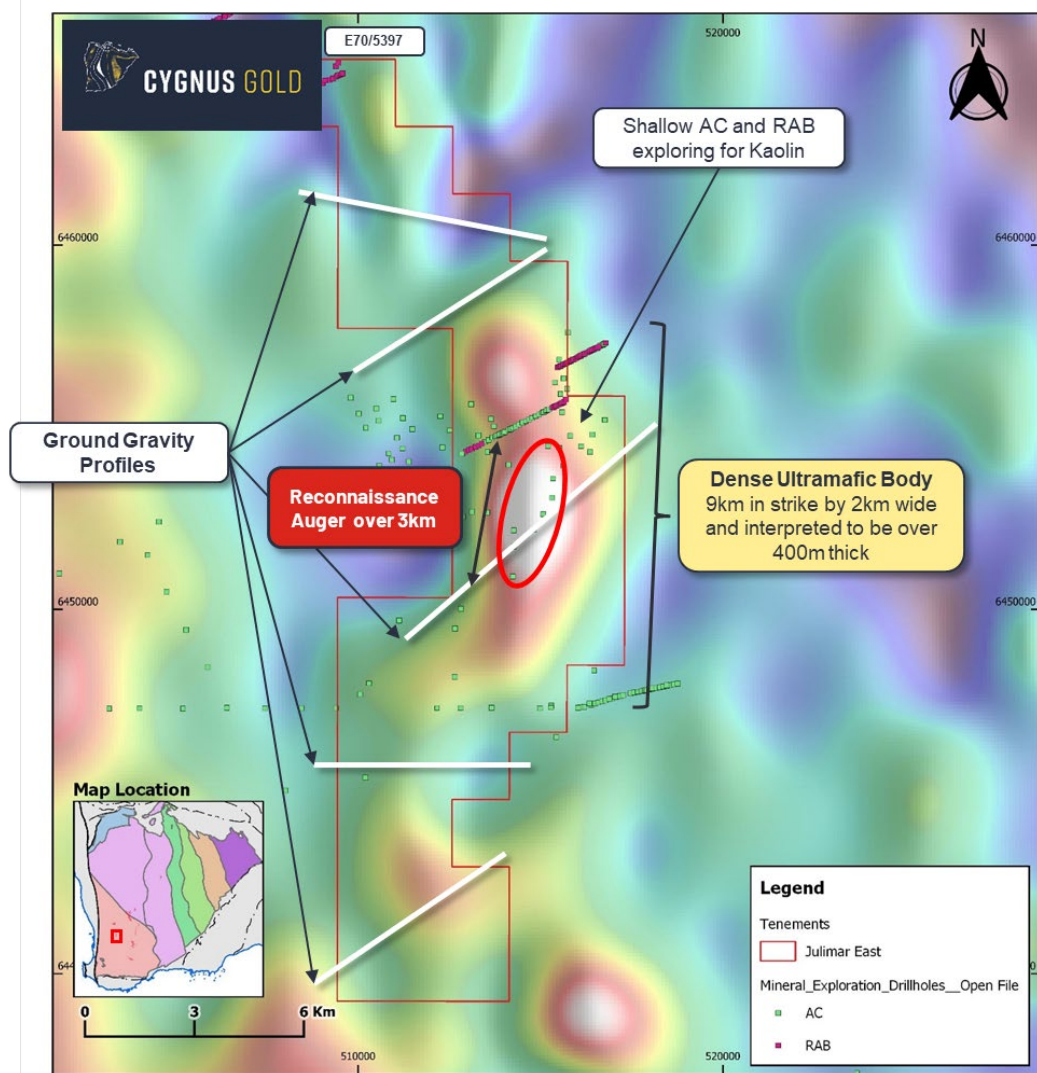 CYGNUS GOLD
E70/5397
520000
N
Shallow AC and RAB
exploring for Kaolin
6460000
6460000
Ground Gravity
Profiles
Reconnaissance
Auger over 3km
Dense Ultramafic Body
9km in strike by 2km wide
and interpreted to be over
400m thick
6450000
6450000
Map Location
0 3 6 Km
510000
520000
Legend
Tenements
Julimar East
Mineral_Exploration_Drillholes__Open File
AC
RAB